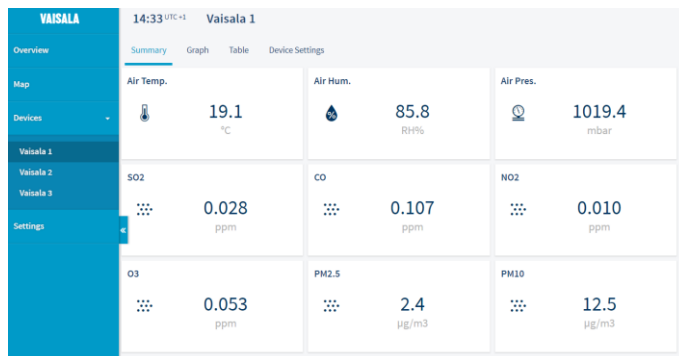 VAISALA
14:33 UTC +1 Vaisala 1
Overview
Map
Devices
Vaisala 1
Vaisala 2
Vaisala 3
Settings
«
Summary Graph Table Device Settings
Air Temp.
19.1
°C
Air Hum.
%
85.8
RH%
Air Pres.
1019.4
mbar
SO2
0.028
ppm
CO
0.107
ppm
NO2
0.010
ppm
O3
0.053
ppm
PM2.5
2.4
µg/m3
PM10
12.5
µg/m3